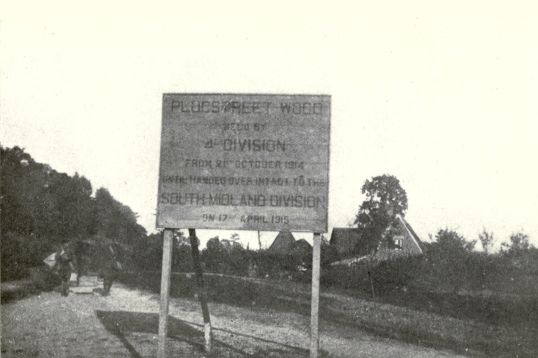 PLUGSTREET WOOD
HELD BY
4TH DIVISION
FROM 21ST OCTOBER 1914
UNTIL HANDED OVER INTACT TO THE
SOUTH MIDLAND DIVISION
ON 17TH APRIL 1915